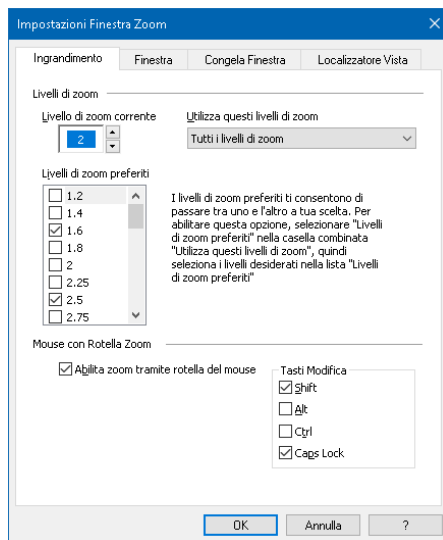 Impostazioni Finestra Zoom
Ingrandimento
Finestra
Congela Finestra
Localizzatore Vista
Livelli di zoom
Livello di zoom corrente
Utilizza questi livelli di zoom
2
Tutti i livelli di zoom
Livelli di zoom preferiti
1.2
1.4
1.6
1.8
2
2.25
2.5
2.75
I livelli di zoom preferiti ti consentono di
passare tra uno e l'altro a tua scelta. Per
abilitare questa opzione, selezionare "Livelli
di zoom preferiti" nella casella combinata
"Utilizza questi livelli di zoom", quindi
seleziona i livelli desiderati nella lista "Livelli
di zoom preferiti"
Mouse con Rotella Zoom
Abilita zoom tramite rotella del mouse
Tasti Modifica
Shift
Alt
Ctrl
Caps Lock
OK
Annulla
?